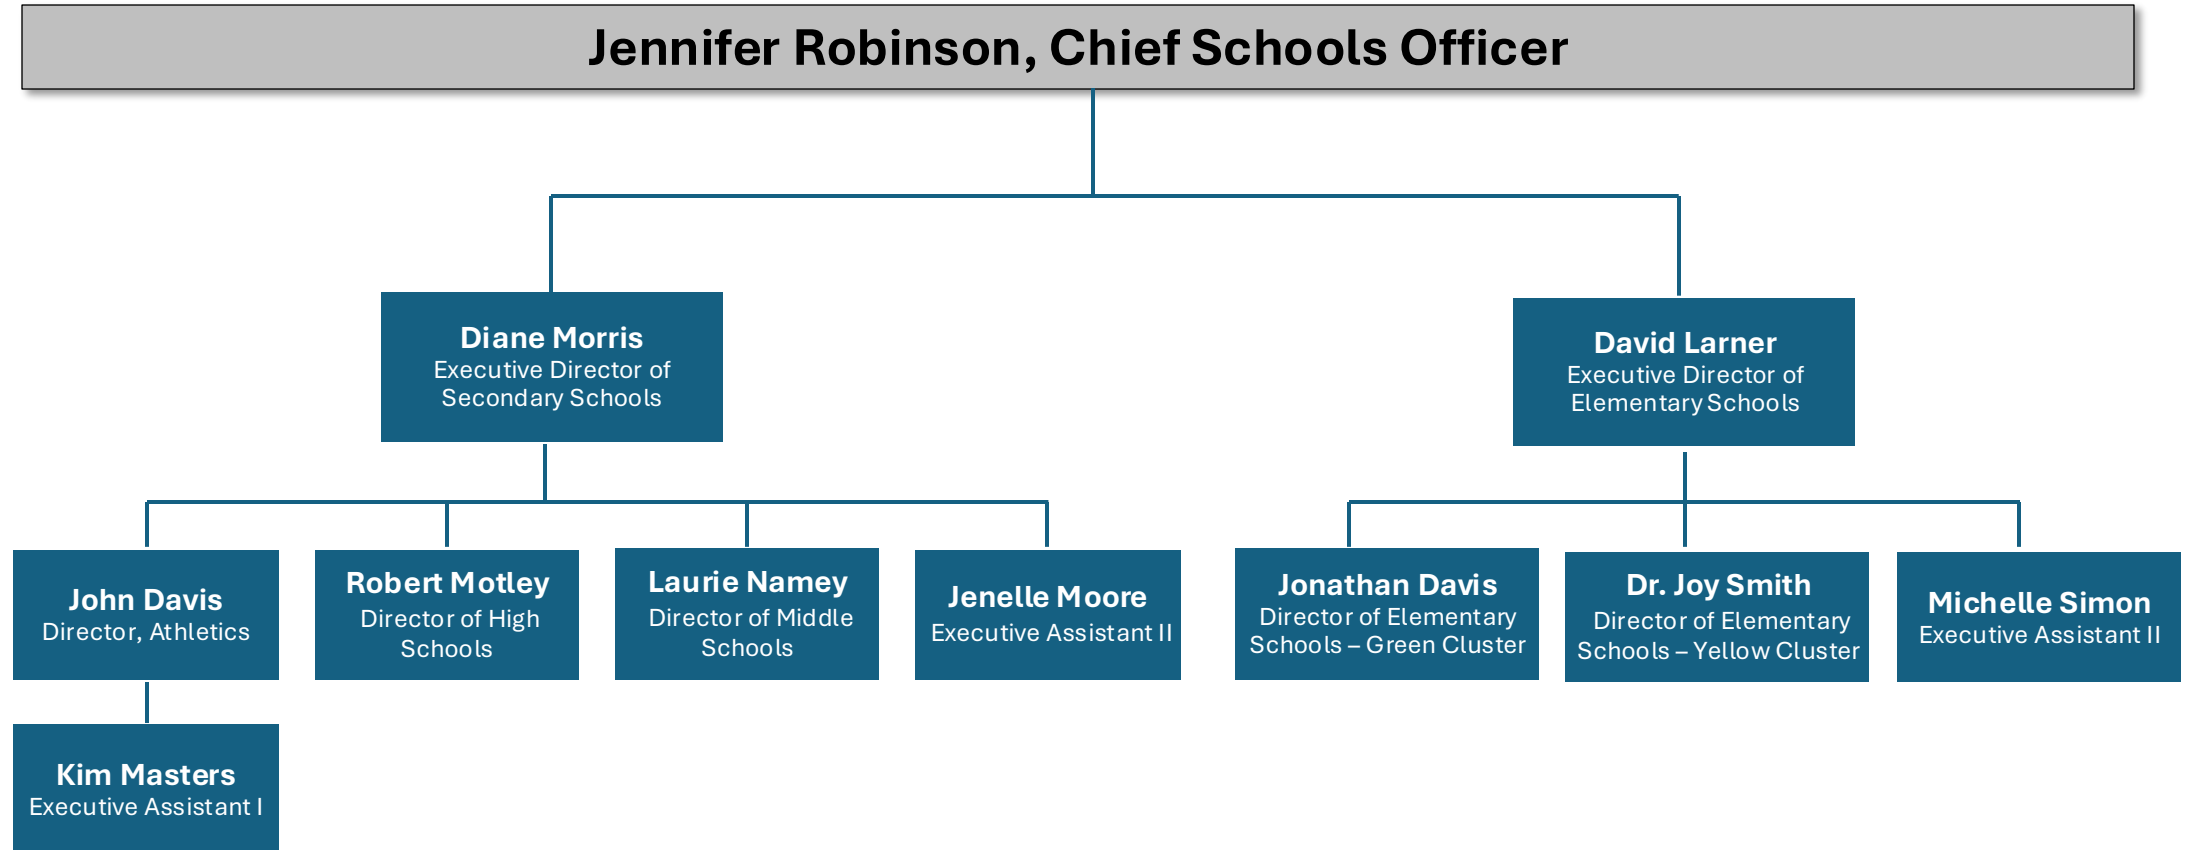 Jennifer Robinson, Chief Schools Officer
Diane Morris
Executive Director of
Secondary Schools
David Larner
Executive Director of
Elementary Schools
John Davis
Director, Athletics
Robert Motley
Director of High
Schools
Laurie Namey
Director of Middle
Schools
Jenelle Moore
Executive Assistant II
Jonathan Davis
Director of Elementary
Schools – Green Cluster
Dr. Joy Smith
Director of Elementary
Schools – Yellow Cluster
Michelle Simon
Executive Assistant II
Kim Masters
Executive Assistant I